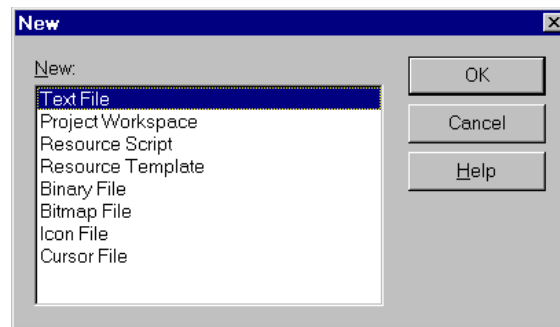 New
New:
Text File
Project Workspace
Resource Script
Resource Template
Binary File
Bitmap File
Icon File
Cursor File
OK
Cancel
Help